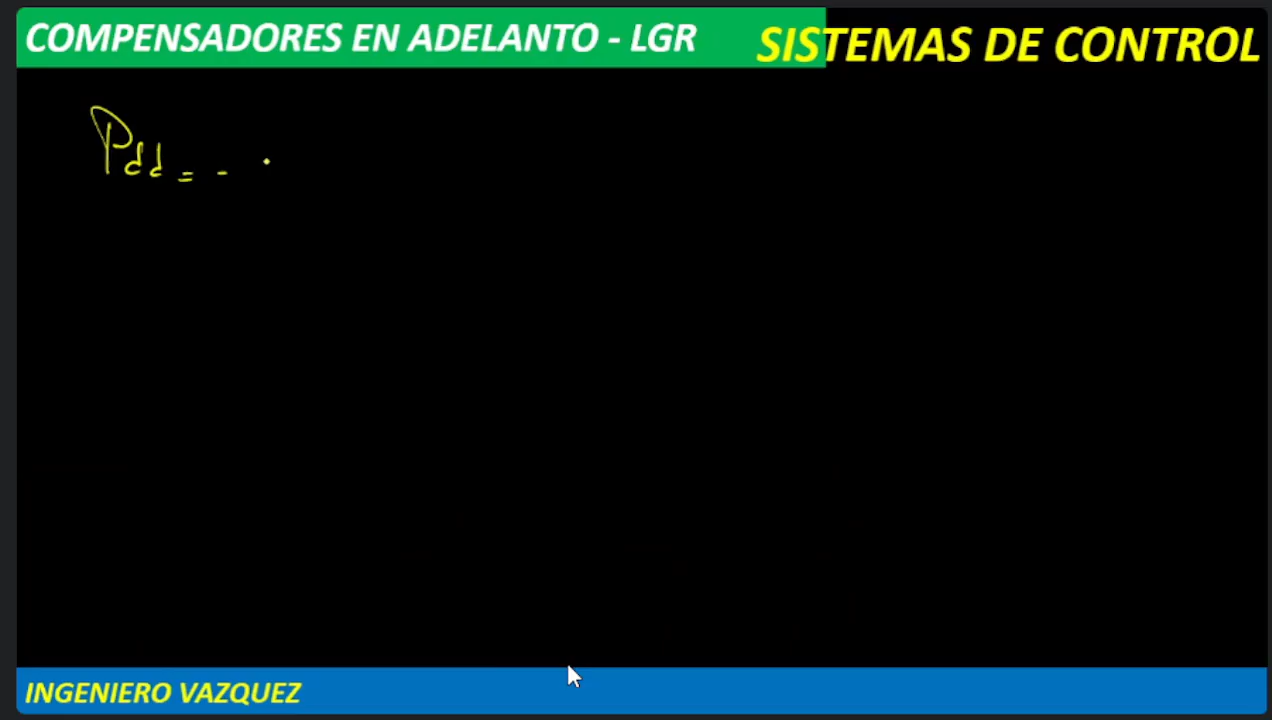 COMPENSADORES EN ADELANTO - LGR
SISTEMAS DE CONTROL
Pdd = - .
INGENIERO VAZQUEZ